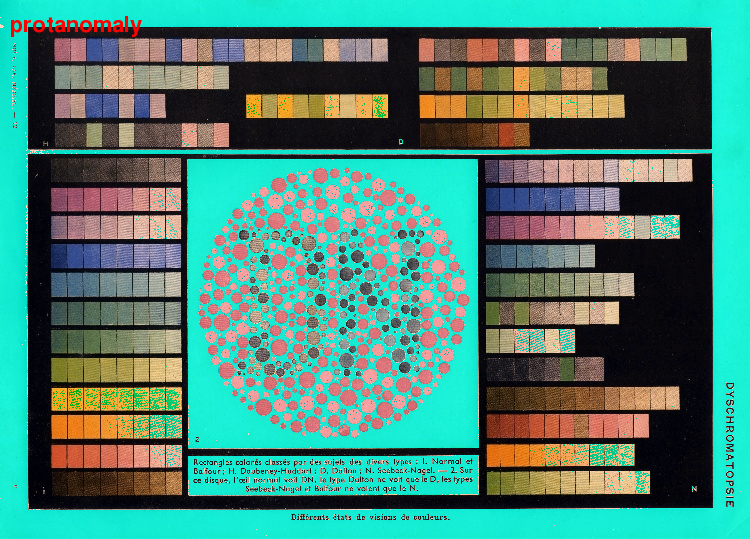 protanomaly
H
D
DN
2
I
N
Rectangles colorés classés par des sujets des divers types : I. Normal et
Balfour ; H. Daubeney-Huddart ; D. Dalton ; N. Seebeck-Nagel. — 2. Sur
ce disque, l'œil normal voit DN, le type Dalton ne voit que le D, les types
Seebeck-Nagel et Balfour ne voient que le N.
DYSCHROMATOPSIE
Différents états de visions de couleurs.